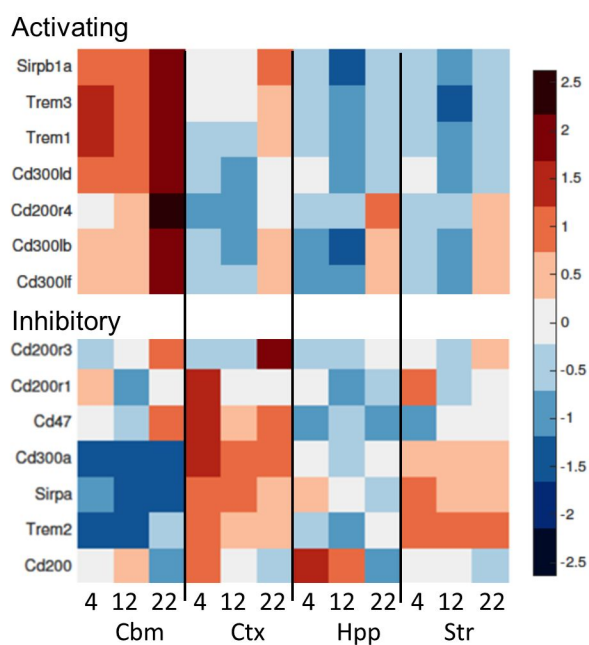 Activating
Sirpb1a
Trem3
Trem1
Cd300ld
Cd200r4
Cd300lb
Cd300lf
Inhibitory
Cd200r3
Cd200r1
Cd47
Cd300a
Sirpa
Trem2
Cd200
4 12 22 4 12 22 4 12 22 4 12 22
Cbm Ctx Hpp Str
2.5
2
1.5
1
0.5
0
-0.5
-1
-1.5
-2
-2.5